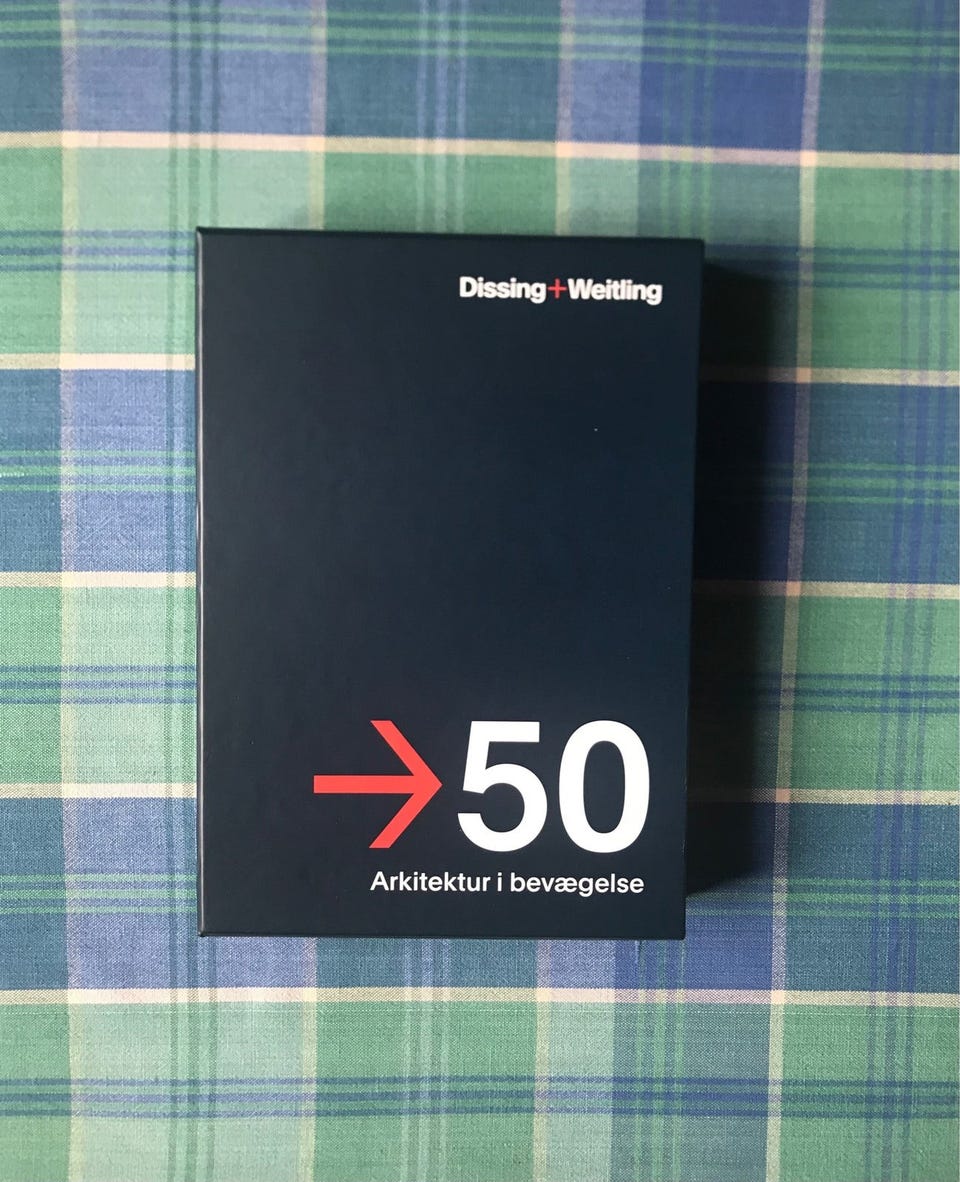 Dissing+Weitling
→50
Arkitektur i bevægelse